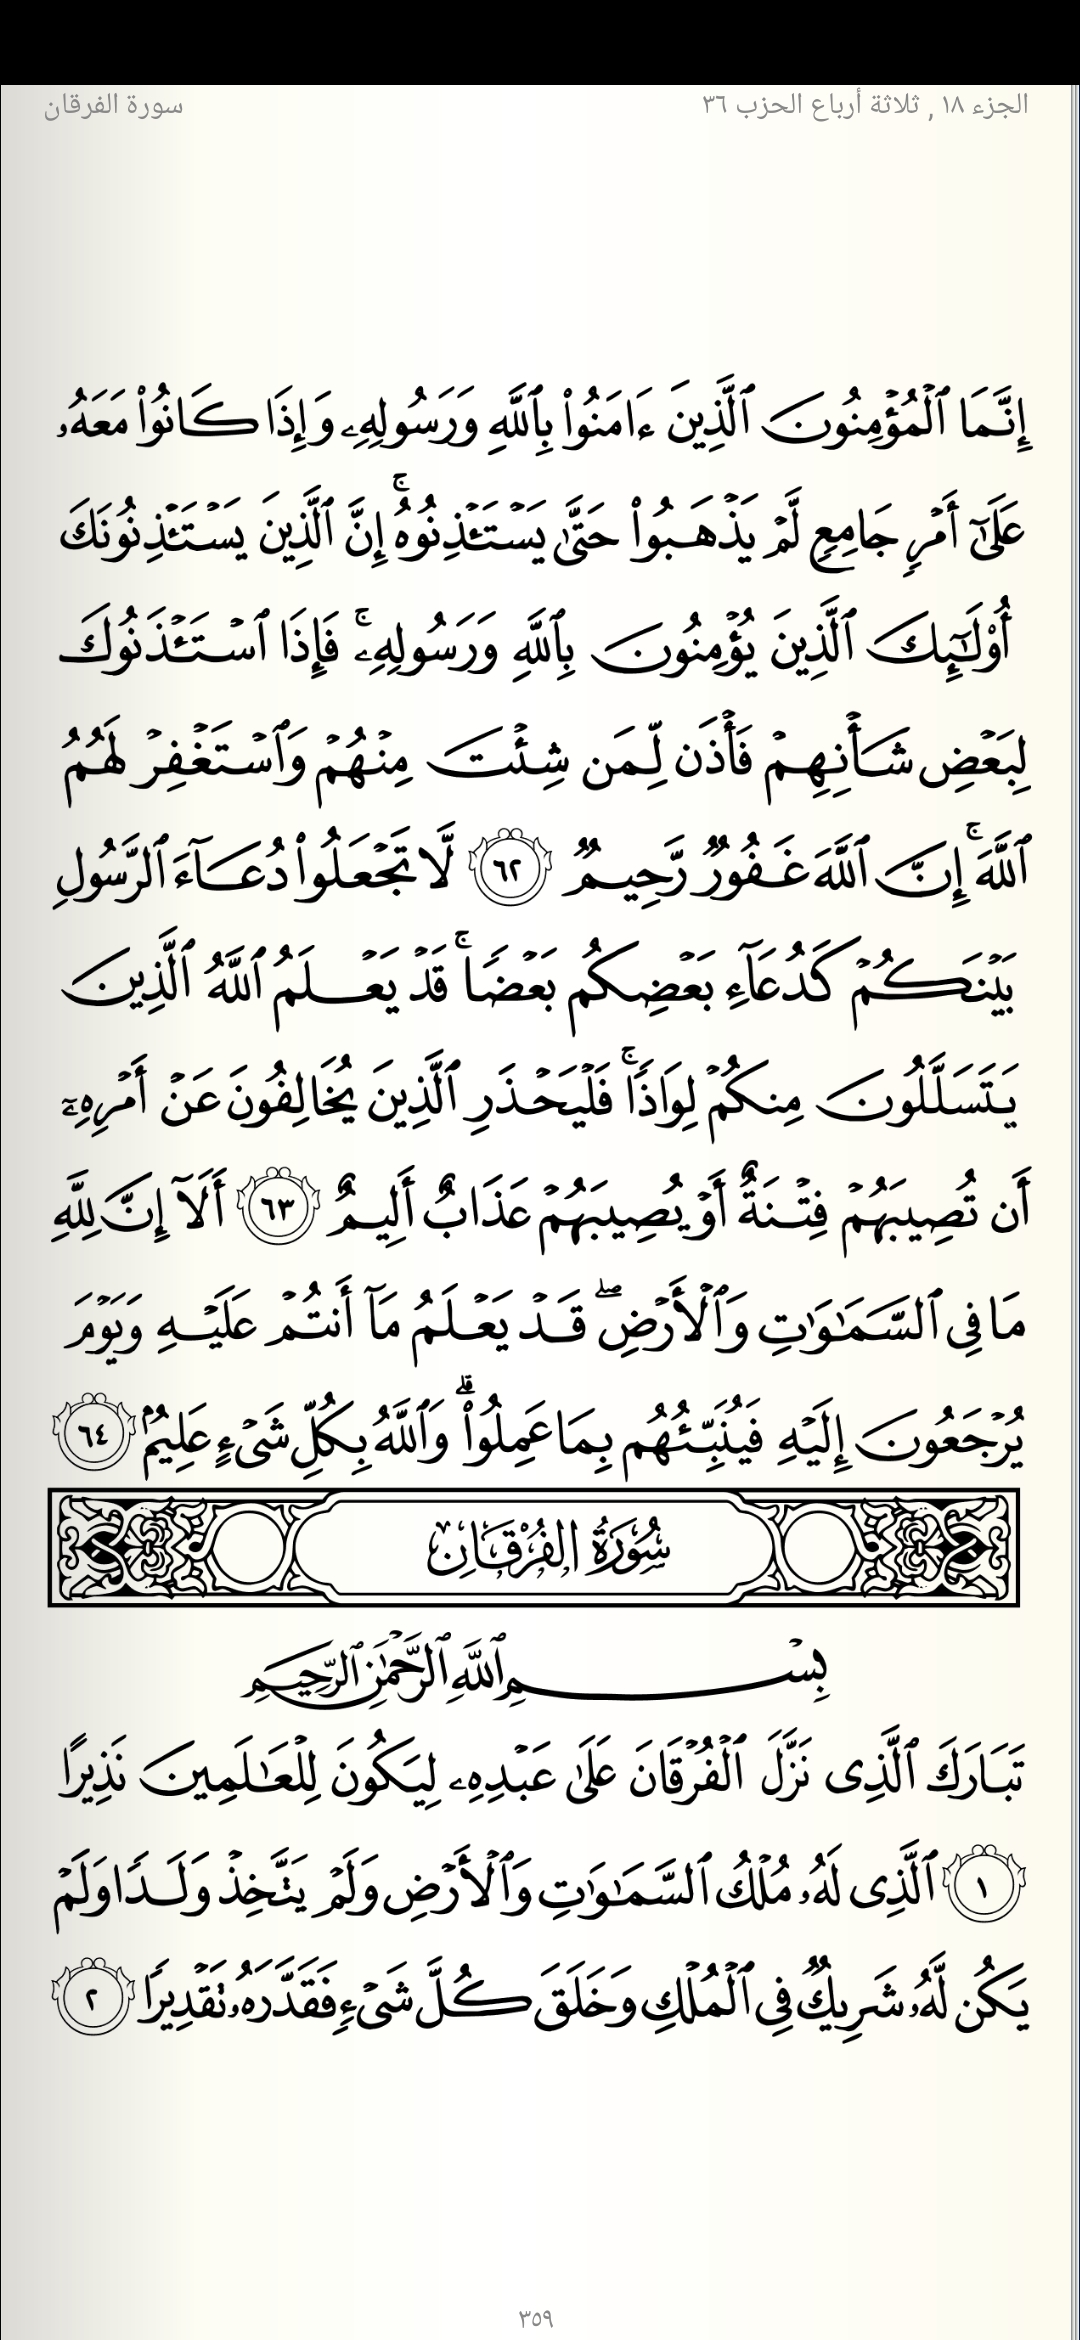 الجزء ١٨ , ثلاثة أرباع الحزب ٣٦
سورة الفرقان
إِنَّمَا ٱلْمُؤْمِنُونَ ٱلَّذِينَ ءَامَنُوا۟ بِٱللَّهِ وَرَسُولِهِۦ وَإِذَا كَانُوا۟ مَعَهُۥ
عَلَىٰٓ أَمْرٍ جَامِعٍ لَّمْ يَذْهَبُوا۟ حَتَّىٰ يَسْتَـْٔذِنُوهُ ۚ إِنَّ ٱلَّذِينَ يَسْتَـْٔذِنُونَكَ
أُو۟لَـٰٓئِكَ ٱلَّذِينَ يُؤْمِنُونَ بِٱللَّهِ وَرَسُولِهِۦ ۚ فَإِذَا ٱسْتَـْٔذَنُوكَ
لِبَعْضِ شَأْنِهِمْ فَأْذَن لِّمَن شِئْتَ مِنْهُمْ وَٱسْتَغْفِرْ لَهُمُ
ٱللَّهَ ۚ إِنَّ ٱللَّهَ غَفُورٌ رَّحِيمٌ ٦٢ لَّا تَجْعَلُوا۟ دُعَآءَ ٱلرَّسُولِ
بَيْنَكُمْ كَدُعَآءِ بَعْضِكُم بَعْضًا ۚ قَدْ يَعْلَمُ ٱللَّهُ ٱلَّذِينَ
يَتَسَلَّلُونَ مِنكُمْ لِوَاذًا ۚ فَلْيَحْذَرِ ٱلَّذِينَ يُخَالِفُونَ عَنْ أَمْرِهِۦٓ
أَن تُصِيبَهُمْ فِتْنَةٌ أَوْ يُصِيبَهُمْ عَذَابٌ أَلِيمٌ ٦٣ أَلَآ إِنَّ لِلَّهِ
مَا فِى ٱلسَّمَـٰوَٰتِ وَٱلْأَرْضِ ۖ قَدْ يَعْلَمُ مَآ أَنتُمْ عَلَيْهِ وَيَوْمَ
يُرْجَعُونَ إِلَيْهِ فَيُنَبِّئُهُم بِمَا عَمِلُوا۟ ۗ وَٱللَّهُ بِكُلِّ شَىْءٍ عَلِيمٌۢ ٦٤
سُورَةُ الفُرْقَانِ
بِسْمِ ٱللَّهِ ٱلرَّحْمَـٰنِ ٱلرَّحِيمِ
تَبَارَكَ ٱلَّذِى نَزَّلَ ٱلْفُرْقَانَ عَلَىٰ عَبْدِهِۦ لِيَكُونَ لِلْعَـٰلَمِينَ نَذِيرًا
١ ٱلَّذِى لَهُۥ مُلْكُ ٱلسَّمَـٰوَٰتِ وَٱلْأَرْضِ وَلَمْ يَتَّخِذْ وَلَدًا وَلَمْ
يَكُن لَّهُۥ شَرِيكٌ فِى ٱلْمُلْكِ وَخَلَقَ كُلَّ شَىْءٍ فَقَدَّرَهُۥ تَقْدِيرًا ٢
٣٥٩